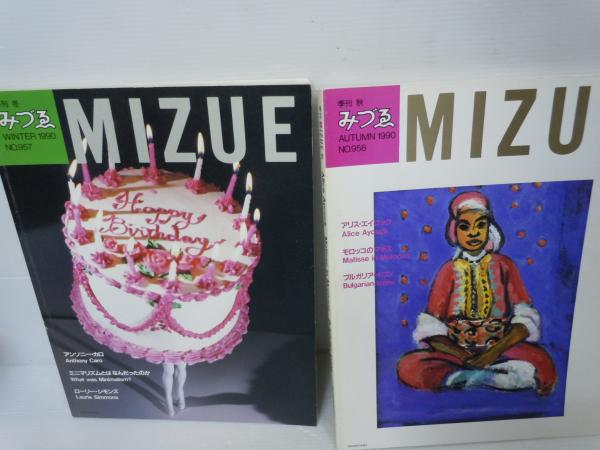 季刊 冬
みづゑ
WINTER 1990
NO.957
MIZUE
Happy
Birthday
アンソニー・カロ
Anthony Caro
ミニマリズムとはなんだったのか
What was Minimalism?
ローリー・シモンズ
Laurie Simmons
季刊 秋
みづゑ
AUTUMN 1990
NO.956
MIZU
アリス・エイコック
Alice Aycock
モロッコのマチス
Matisse in Morocco
ブルガリア・イコン
Bulgarian Icons